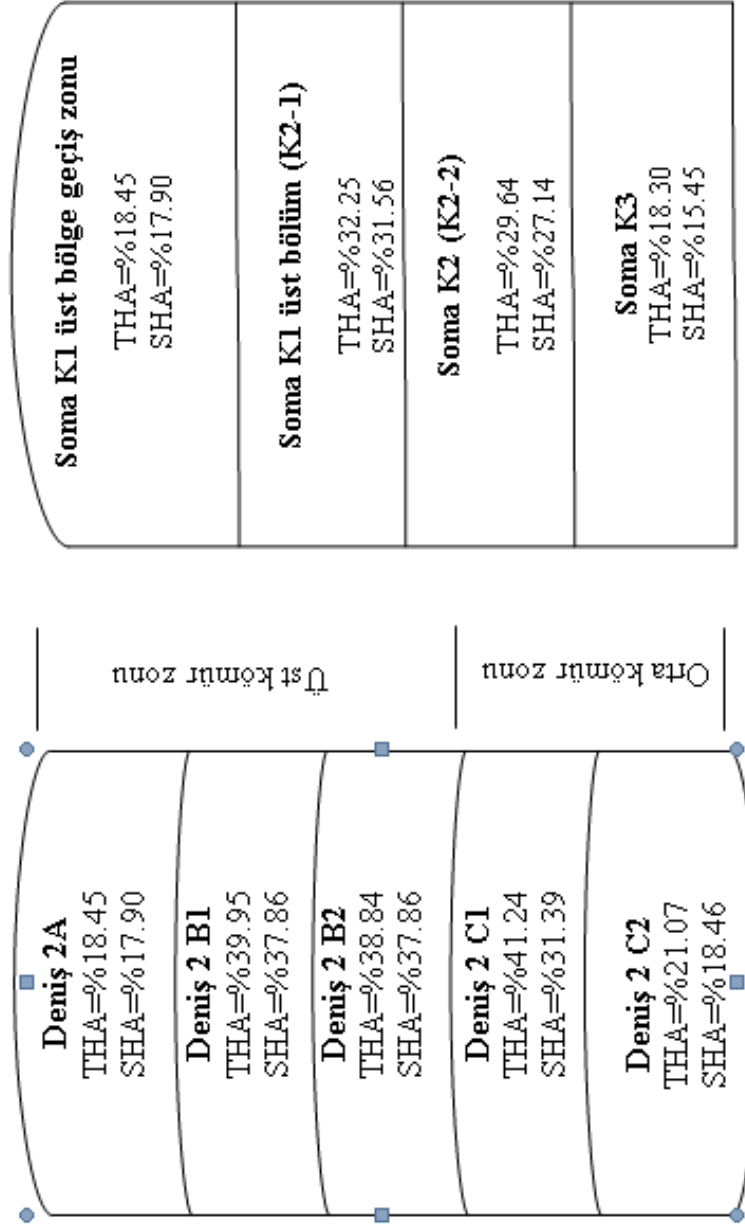 Deniş 2A
THA=%18.45
SHA=%17.90
Deniş 2 B1
THA=%39.95
SHA=%37.86
Deniş 2 B2
THA=%38.84
SHA=%37.86
Deniş 2 C1
THA=%41.24
SHA=%31.39
Deniş 2 C2
THA=%21.07
SHA=%18.46
Üst kömür zonu
Orta kömür zonu
Soma K1 üst bölge geçiş zonu
THA=%18.45
SHA=%17.90
Soma K1 üst bölüm (K2-1)
THA=%32.25
SHA=%31.56
Soma K2 (K2-2)
THA=%29.64
SHA=%27.14
Soma K3
THA=%18.30
SHA=%15.45